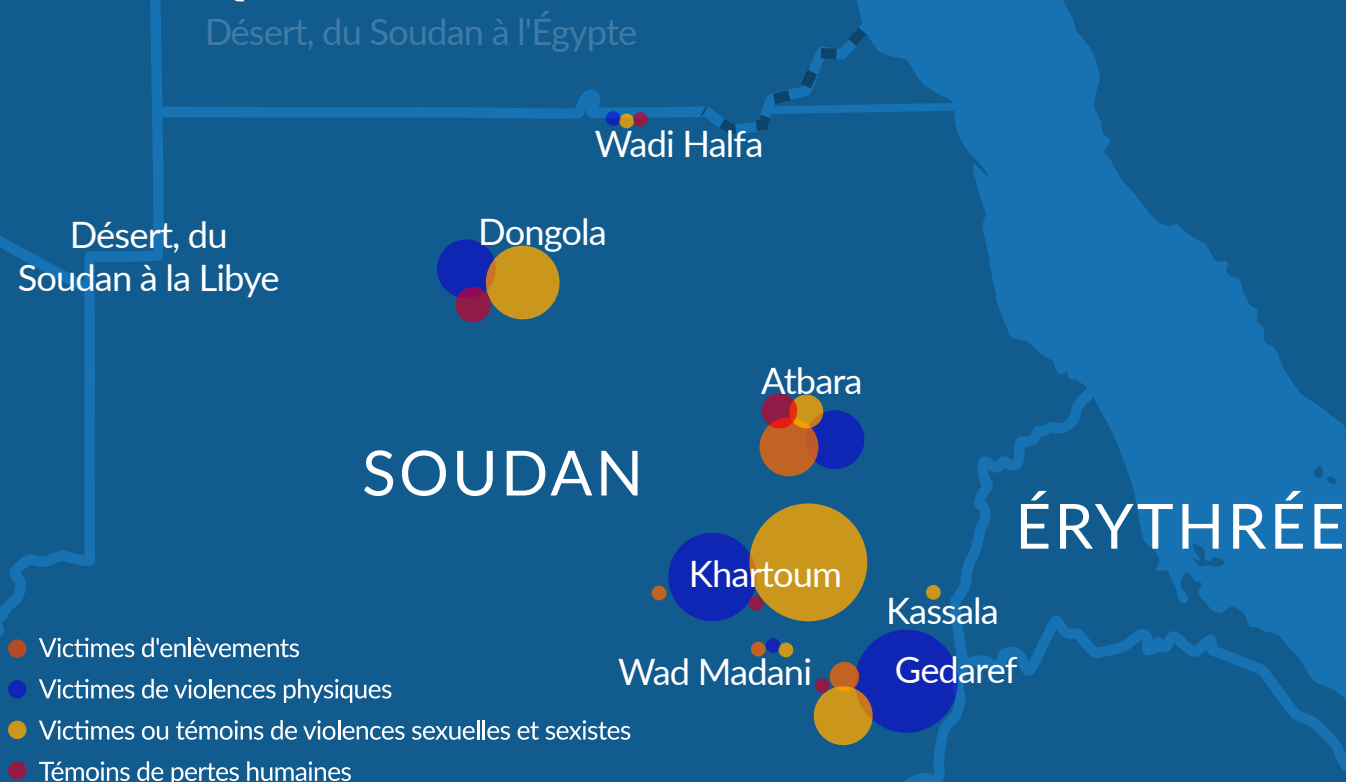 Désert, du Soudan à l'Égypte
Wadi Halfa
Désert, du
Soudan à la Libye
Dongola
Atbara
SOUDAN
ÉRYTHRÉE
Khartoum
Kassala
Wad Madani
Gedaref
Victimes d'enlèvements
Victimes de violences physiques
Victimes ou témoins de violences sexuelles et sexistes
Témoins de pertes humaines